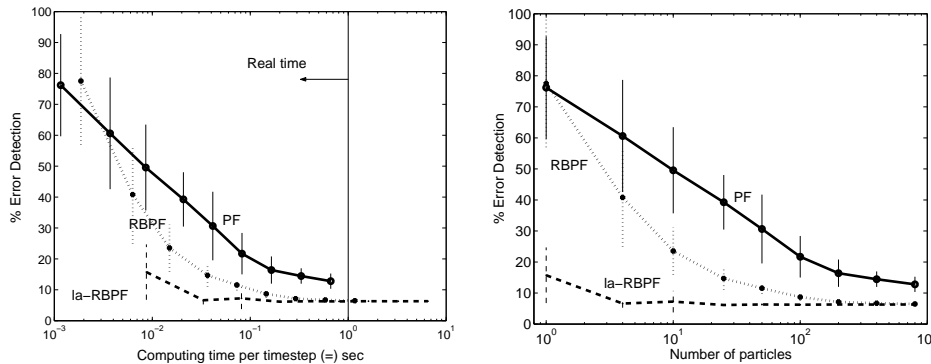 100
90
80
70
60
50
40
30
20
10
0
% Error Detection
Real time
RBPF
PF
la−RBPF
10−3
10−2
10−1
100
101
Computing time per timestep (=) sec
100
90
80
70
60
50
40
30
20
10
0
% Error Detection
RBPF
PF
la−RBPF
100
101
102
10
Number of particles